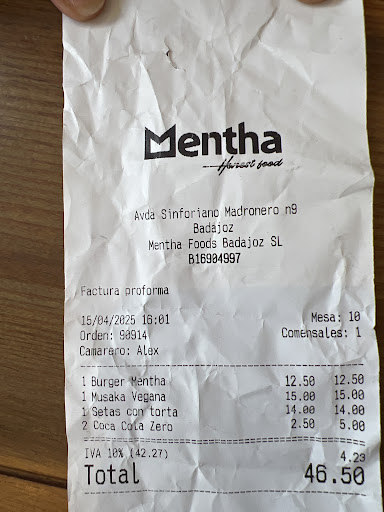 Mentha
Honest food
Avda Sinforiano Madronero n9
Badajoz
Mentha Foods Badajoz SL
B16904997
Factura proforma
15/04/2025 16:01 Mesa: 10
Orden: 90914 Comensales: 1
Camarero: Alex
1 Burger Mentha 12.50 12.50
1 Musaka Vegana 15.00 15.00
1 Setas con torta 14.00 14.00
2 Coca Cola Zero 2.50 5.00
IVA 10% (42.27) 4.23
Total 46.50